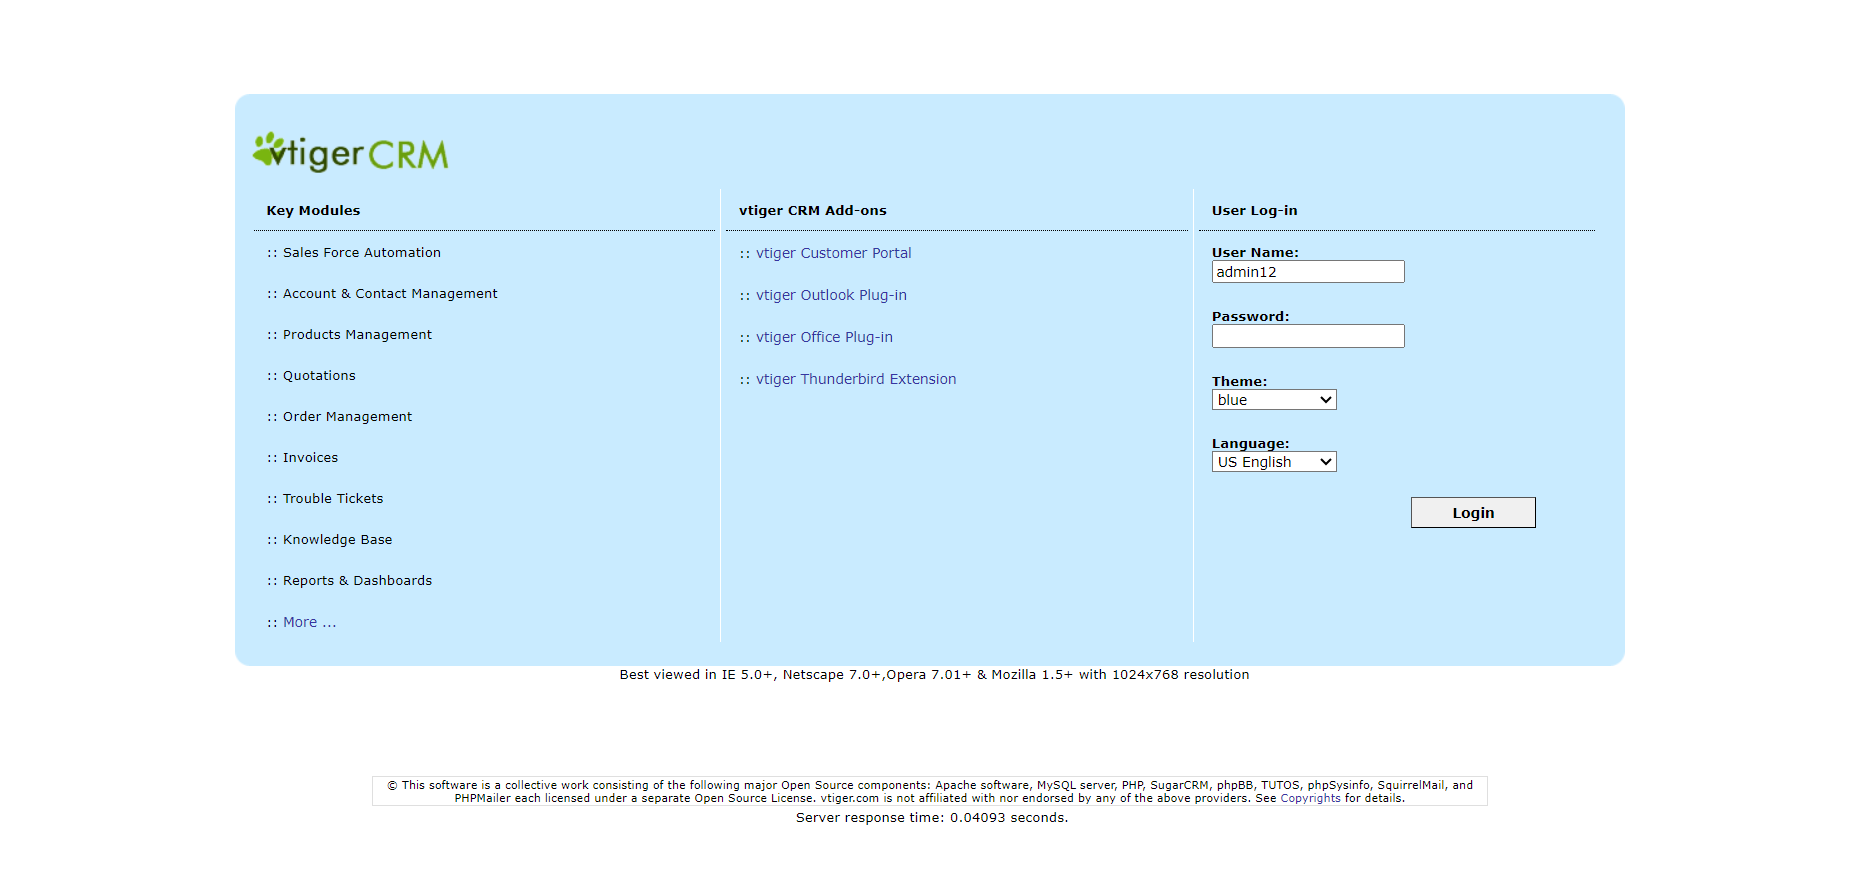 vtiger CRM
Key Modules
:: Sales Force Automation
:: Account & Contact Management
:: Products Management
:: Quotations
:: Order Management
:: Invoices
:: Trouble Tickets
:: Knowledge Base
:: Reports & Dashboards
:: More ...
vtiger CRM Add-ons
:: vtiger Customer Portal
:: vtiger Outlook Plug-in
:: vtiger Office Plug-in
:: vtiger Thunderbird Extension
User Log-in
User Name:
admin12
Password:
Theme:
blue
Language:
US English
Login
Best viewed in IE 5.0+, Netscape 7.0+,Opera 7.01+ & Mozilla 1.5+ with 1024x768 resolution
© This software is a collective work consisting of the following major Open Source components: Apache software, MySQL server, PHP, SugarCRM, phpBB, TUTOS, phpSysinfo, SquirrelMail, and
PHPMailer each licensed under a separate Open Source License. vtiger.com is not affiliated with nor endorsed by any of the above providers. See Copyrights for details.
Server response time: 0.04093 seconds.